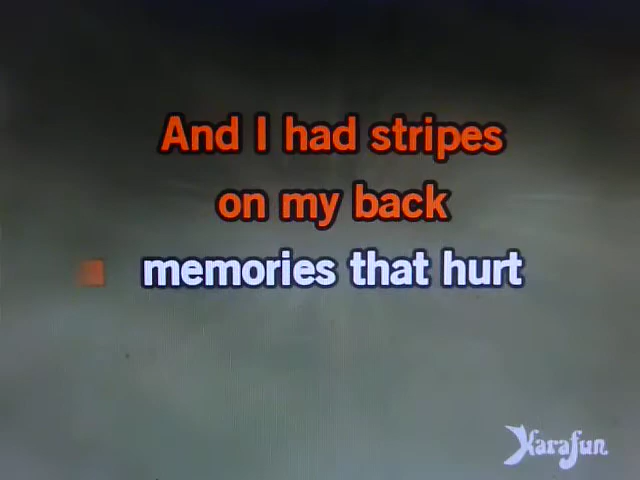 And I had stripes
on my back
memories that hurt
Karafun